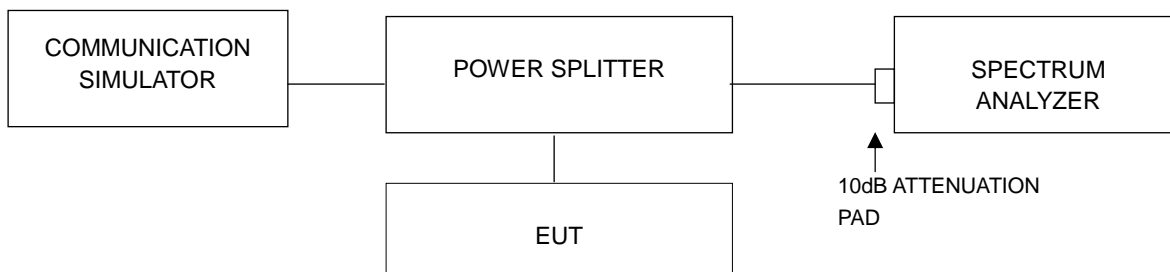 COMMUNICATION
SIMULATOR
POWER SPLITTER
SPECTRUM
ANALYZER
10dB ATTENUATION
PAD
EUT